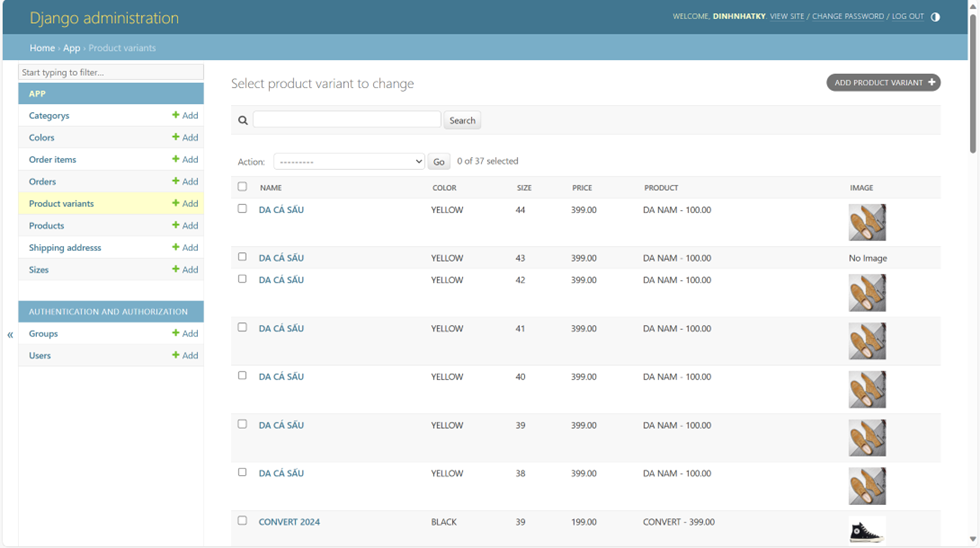 Django administration
WELCOME, DINHNHATKY. VIEW SITE / CHANGE PASSWORD / LOG OUT
Home › App › Product variants
Start typing to filter...
APP
Categorys + Add
Colors + Add
Order items + Add
Orders + Add
Product variants + Add
Products + Add
Shipping addresss + Add
Sizes + Add
AUTHENTICATION AND AUTHORIZATION
Groups + Add
Users + Add
«
Select product variant to change
ADD PRODUCT VARIANT +
Search
Action: --------- Go 0 of 37 selected
NAME COLOR SIZE PRICE PRODUCT IMAGE
DA CÁ SẤU YELLOW 44 399.00 DA NAM - 100.00
DA CÁ SẤU YELLOW 43 399.00 DA NAM - 100.00 No Image
DA CÁ SẤU YELLOW 42 399.00 DA NAM - 100.00
DA CÁ SẤU YELLOW 41 399.00 DA NAM - 100.00
DA CÁ SẤU YELLOW 40 399.00 DA NAM - 100.00
DA CÁ SẤU YELLOW 39 399.00 DA NAM - 100.00
DA CÁ SẤU YELLOW 38 399.00 DA NAM - 100.00
CONVERT 2024 BLACK 39 199.00 CONVERT - 399.00